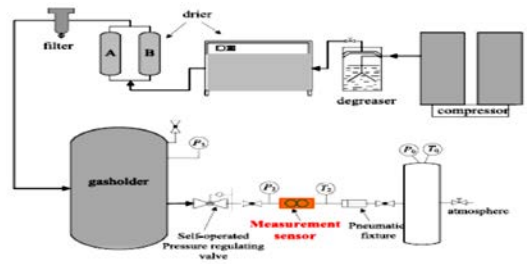 drier
filter
A
B
degreaser
compressor
gasholder
P₃
P₂
T₂
P₀
T₀
atmosphere
Self-operated
Pressure regulating
valve
Measurement
sensor
Pneumatic
fixture